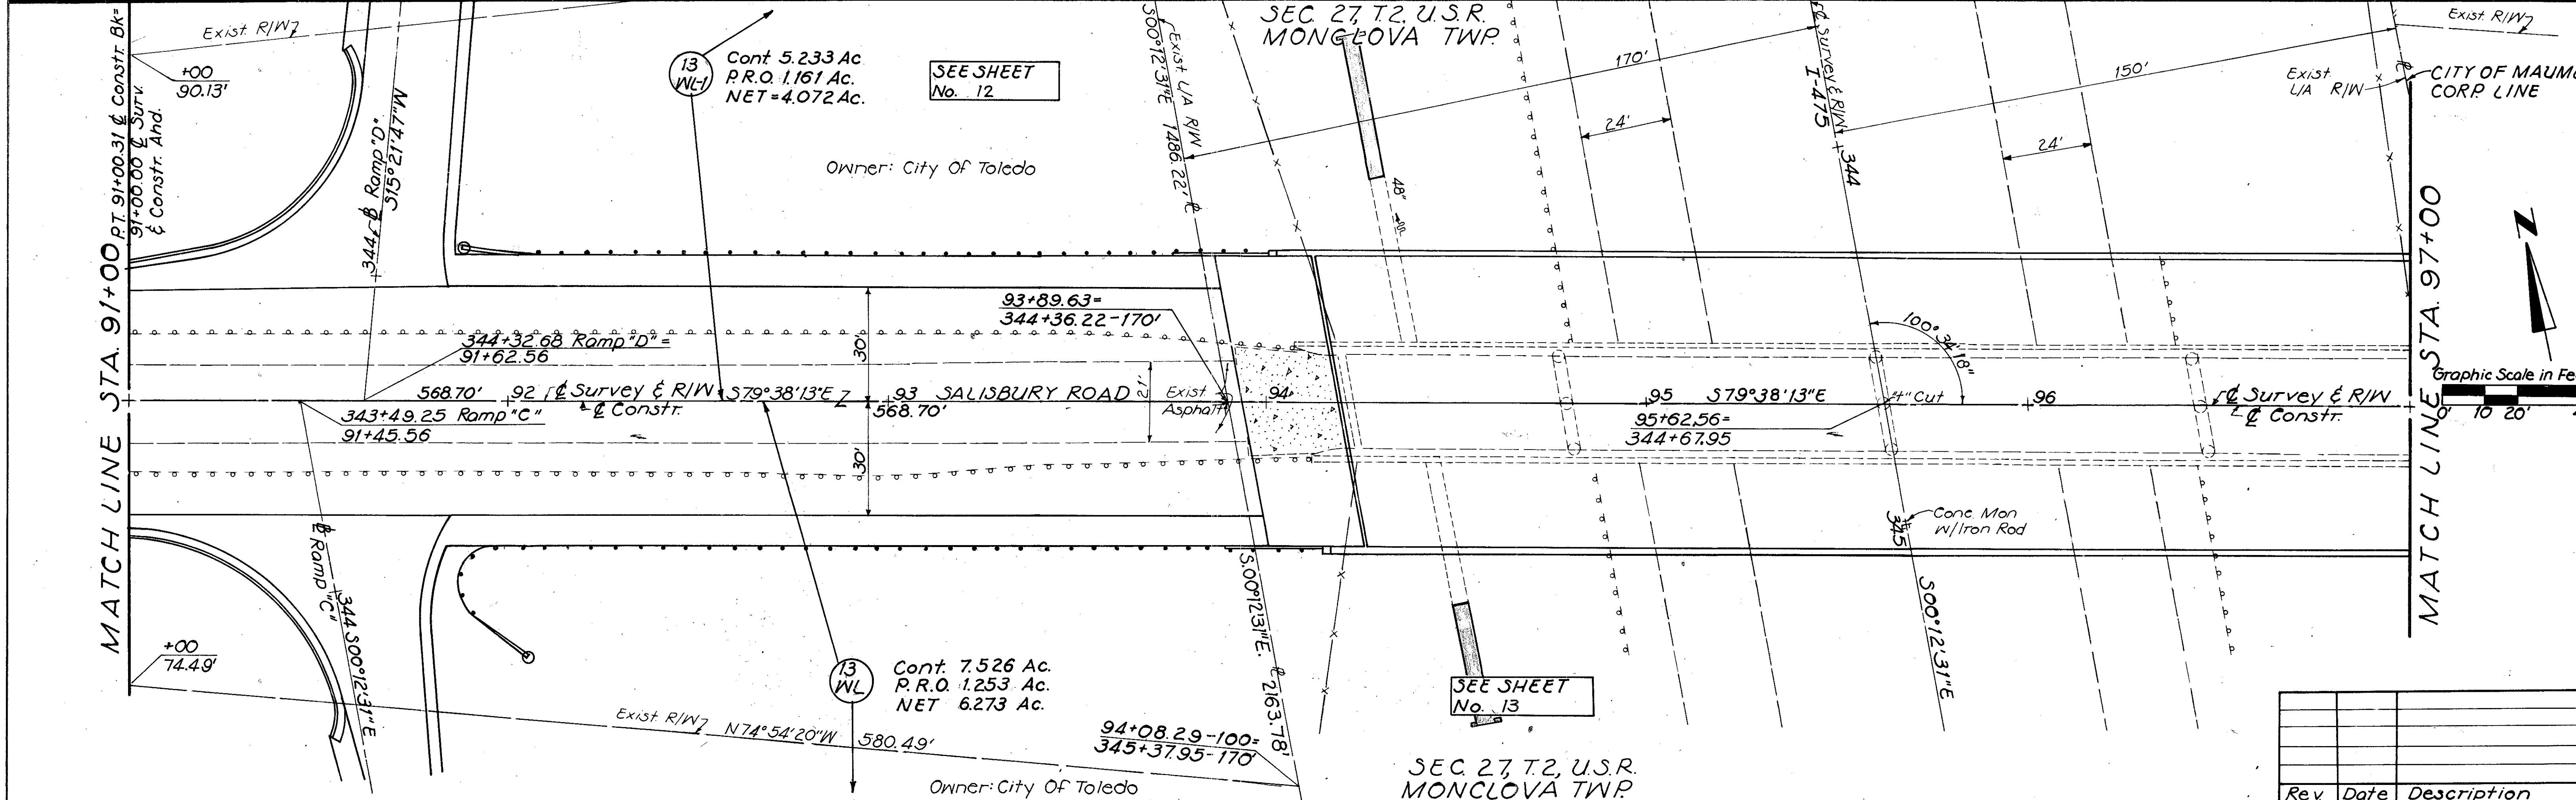 P.T. 91+00.31 ₵ Constr. Bk=
91+00.00 ₵ Surv.
& Constr. Ahd.
Exist. R/W
+00
90.13'
344
Ramp "D"
S15°21'47"W
13
WL-1
Cont 5.233 Ac.
P.R.O. 1.161 Ac.
NET=4.072 Ac.
SEE SHEET
No. 12
Owner: City Of Toledo
S00°12'31"E 1486.22'
Exist L/A R/W
SEC. 27, T.2, U.S.R.
MONCLOVA TWP.
48"
170'
24'
₵ Survey & R/W
I-475
344
150'
24'
Exist. R/W
Exist.
L/A R/W
CITY OF MAUM
CORP. LINE
N
MATCH LINE STA. 91+00
MATCH LINE STA. 97+00
344+32.68 Ramp "D" =
91+62.56
568.70'
92
₵ Survey & R/W
₵ Constr.
S79°38'13"E
343+49.25 Ramp "C"
91+45.56
30'
30'
93
SALISBURY ROAD
568.70'
21'
93+89.63=
344+36.22-170'
Exist
Asphalt
94
95
S79°38'13"E
95+62.56=
344+67.95
"+" Cut
100°34'18"
96
₵ Survey & R/W
₵ Constr.
Graphic Scale in Fe
0' 10 20'
Conc Mon
W/Iron Rod
345
S00°12'31"E
Ramp "C"
344
S00°12'31"E
+00
74.49'
13
WL
Cont. 7.526 Ac.
P.R.O. 1.253 Ac.
NET 6.273 Ac.
Exist R/W
N74°54'20"W 580.49'
94+08.29-100=
345+37.95-170'
S.00°12'31"E. 2163.78'
Owner: City Of Toledo
SEE SHEET
No. 13
SEC. 27, T.2, U.S.R.
MONCLOVA TWP.
Rev. Date Description